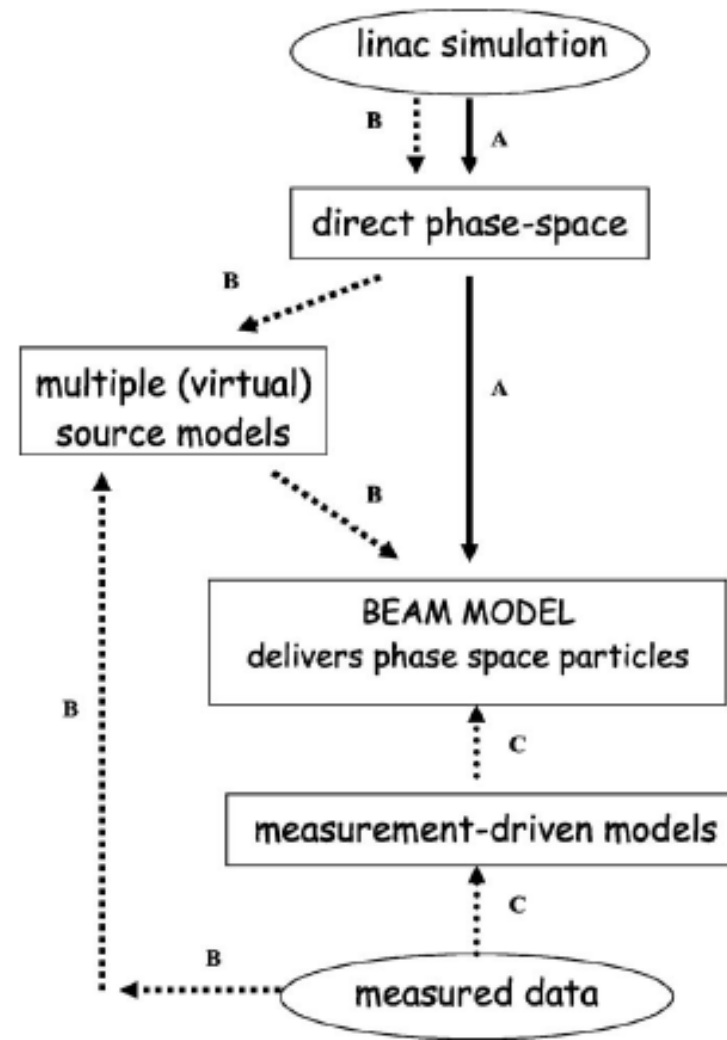 linac simulation
B
A
direct phase-space
B
A
multiple (virtual)
source models
B
BEAM MODEL
delivers phase space particles
B
C
measurement-driven models
C
B
measured data